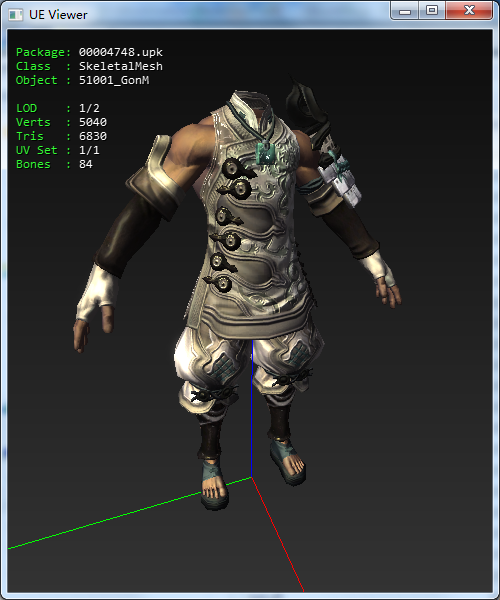 UE Viewer
Package: 00004748.upk
Class  : SkeletalMesh
Object : 51001_GonM
LOD    : 1/2
Verts  : 5040
Tris   : 6830
UV Set : 1/1
Bones  : 84